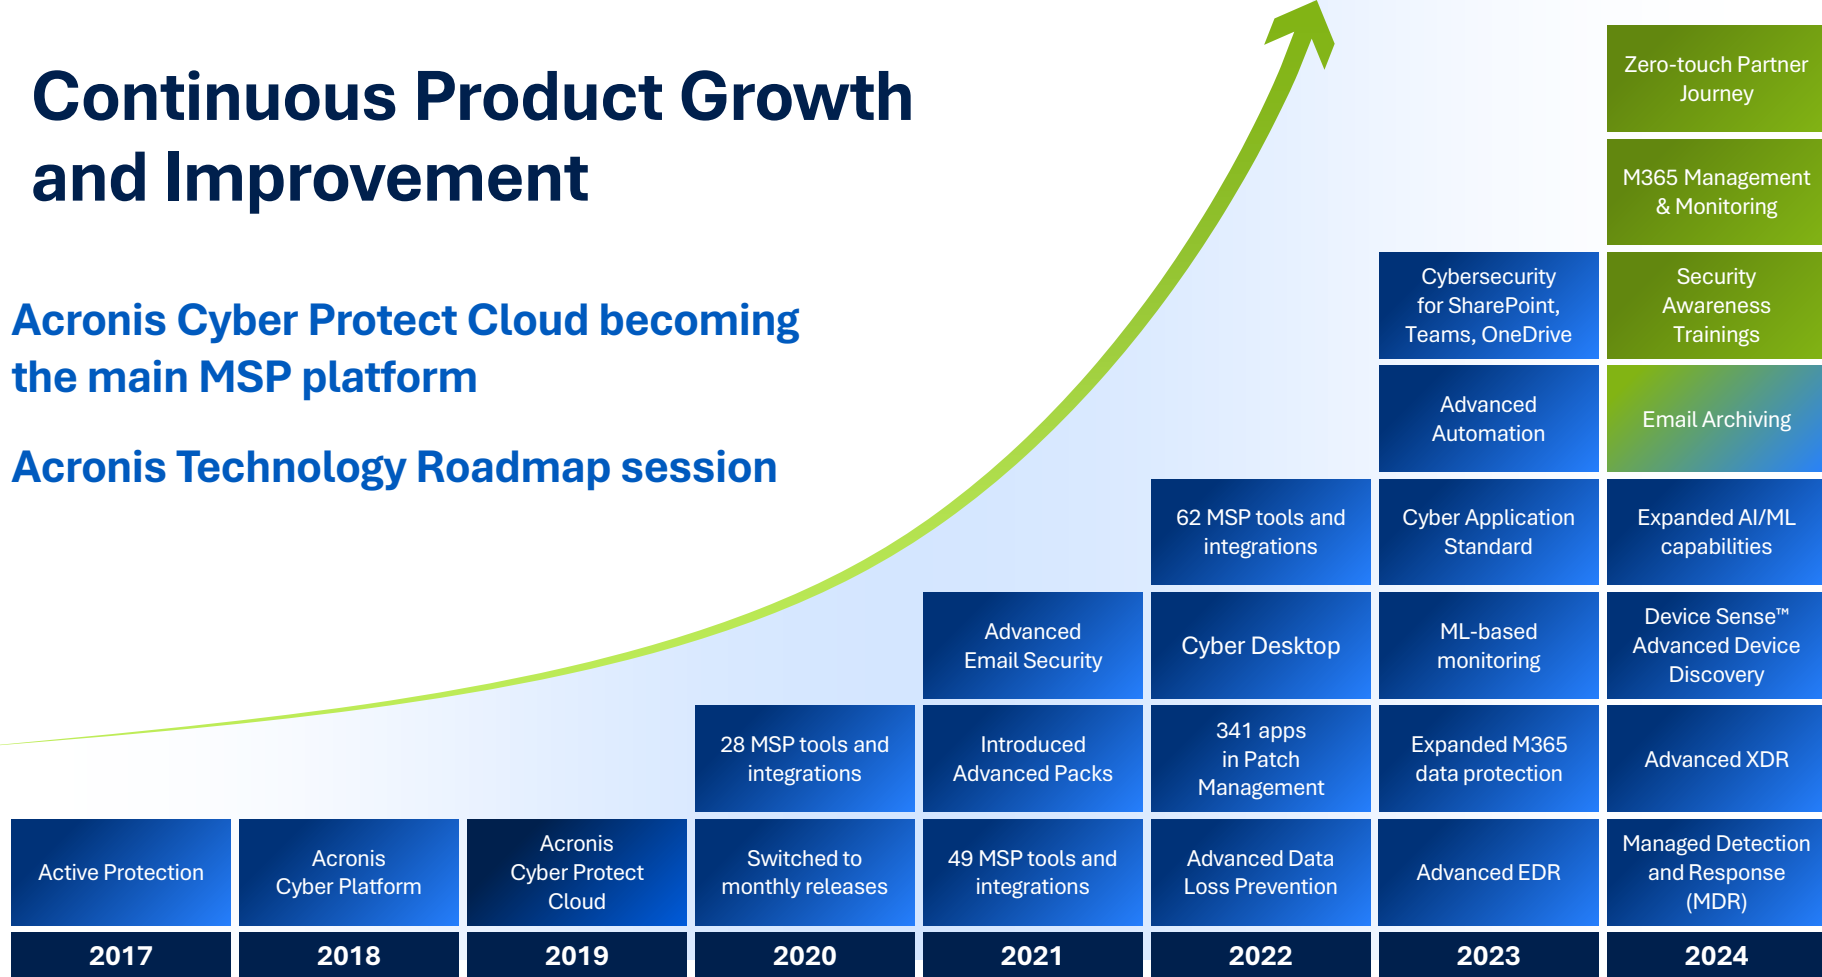 Continuous Product Growth
and Improvement
Acronis Cyber Protect Cloud becoming
the main MSP platform
Acronis Technology Roadmap session
Active Protection
2017
Acronis
Cyber Platform
2018
Acronis
Cyber Protect
Cloud
2019
28 MSP tools and
integrations
Switched to
monthly releases
2020
Advanced
Email Security
Introduced
Advanced Packs
49 MSP tools and
integrations
2021
62 MSP tools and
integrations
Cyber Desktop
341 apps
in Patch
Management
Advanced Data
Loss Prevention
2022
Cybersecurity
for SharePoint,
Teams, OneDrive
Advanced
Automation
Cyber Application
Standard
ML-based
monitoring
Expanded M365
data protection
Advanced EDR
2023
Zero-touch Partner
Journey
M365 Management
& Monitoring
Security
Awareness
Trainings
Email Archiving
Expanded AI/ML
capabilities
Device Sense™
Advanced Device
Discovery
Advanced XDR
Managed Detection
and Response
(MDR)
2024